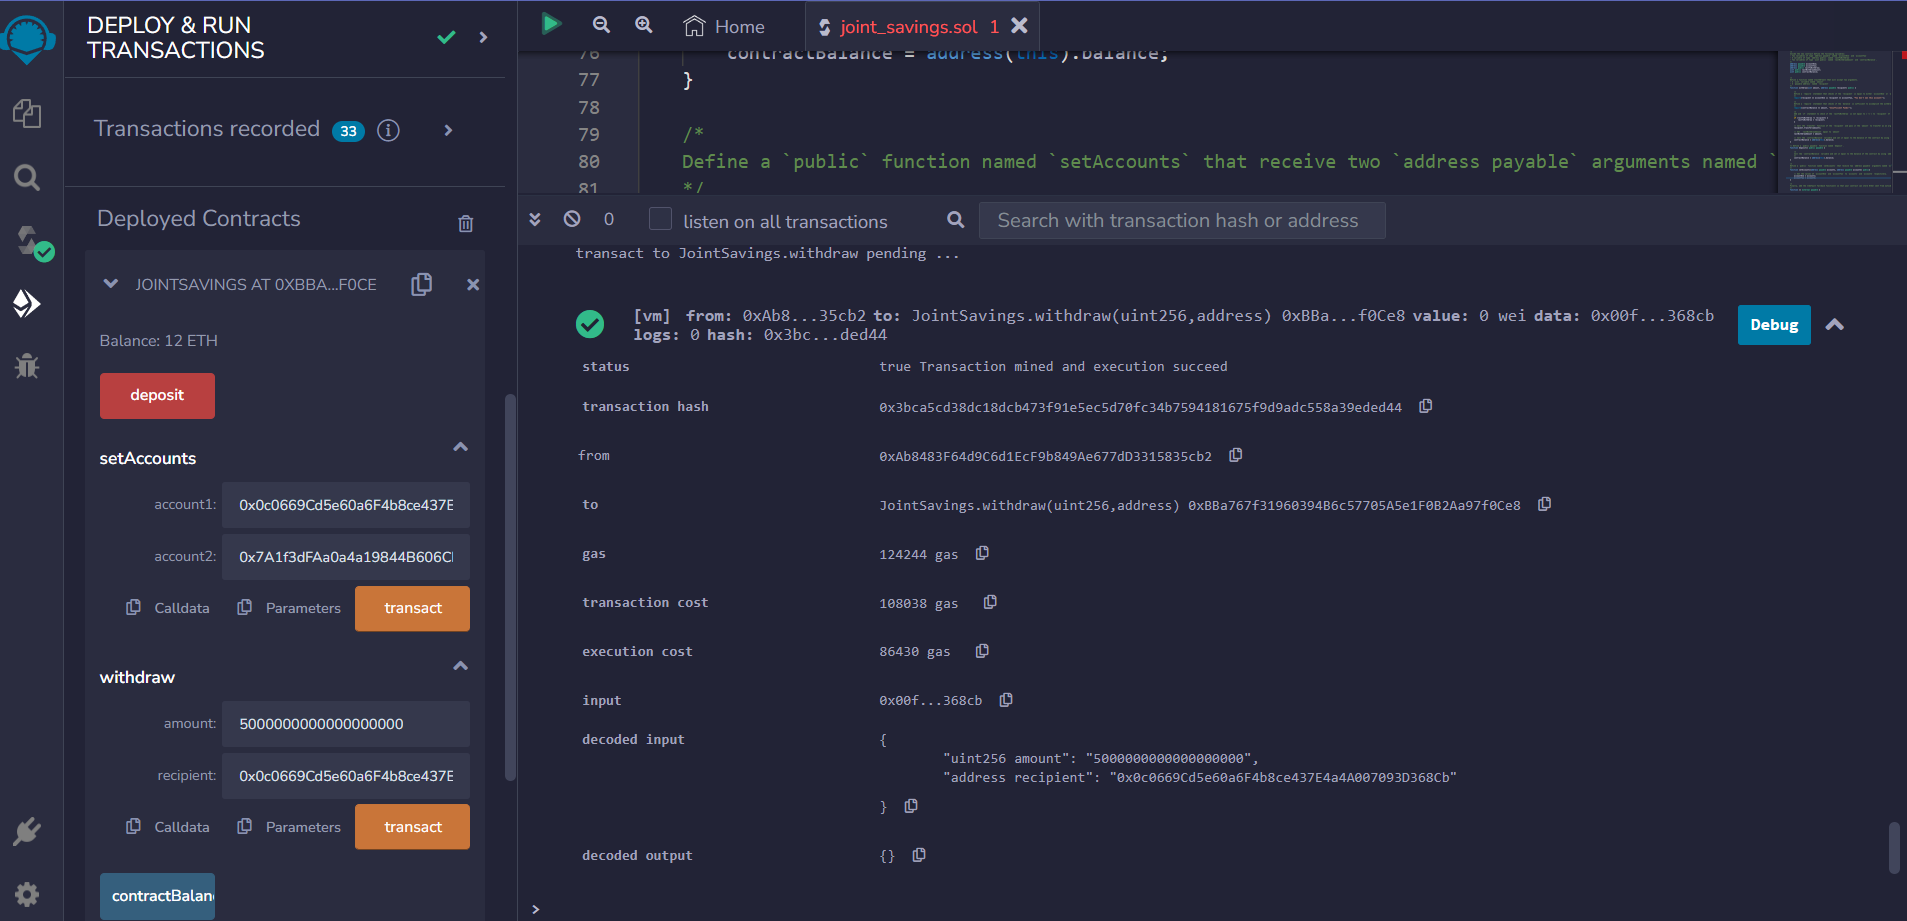 DEPLOY & RUN
TRANSACTIONS
Transactions recorded 33
Deployed Contracts
JOINTSAVINGS AT 0XBBA...F0CE
Balance: 12 ETH
deposit
setAccounts
account1: 0x0c0669Cd5e60a6F4b8ce437E
account2: 0x7A1f3dFAa0a4a19844B606C
Calldata Parameters transact
withdraw
amount: 5000000000000000000
recipient: 0x0c0669Cd5e60a6F4b8ce437E
Calldata Parameters transact
contractBalan
Home joint_savings.sol 1
76 contractBalance = address(this).balance;
77 }
78
79 /*
80 Define a `public` function named `setAccounts` that receive two `address payable` arguments named `
81 */
0 listen on all transactions Search with transaction hash or address
transact to JointSavings.withdraw pending ...
[vm] from: 0xAb8...35cb2 to: JointSavings.withdraw(uint256,address) 0xBBa...f0Ce8 value: 0 wei data: 0x00f...368cb
logs: 0 hash: 0x3bc...ded44
Debug
status true Transaction mined and execution succeed
transaction hash 0x3bca5cd38dc18dcb473f91e5ec5d70fc34b7594181675f9d9adc558a39eded44
from 0xAb8483F64d9C6d1EcF9b849Ae677dD3315835cb2
to JointSavings.withdraw(uint256,address) 0xBBa767f31960394B6c57705A5e1F0B2Aa97f0Ce8
gas 124244 gas
transaction cost 108038 gas
execution cost 86430 gas
input 0x00f...368cb
decoded input {
"uint256 amount": "5000000000000000000",
"address recipient": "0x0c0669Cd5e60a6F4b8ce437E4a4A007093D368Cb"
}
decoded output {}
>